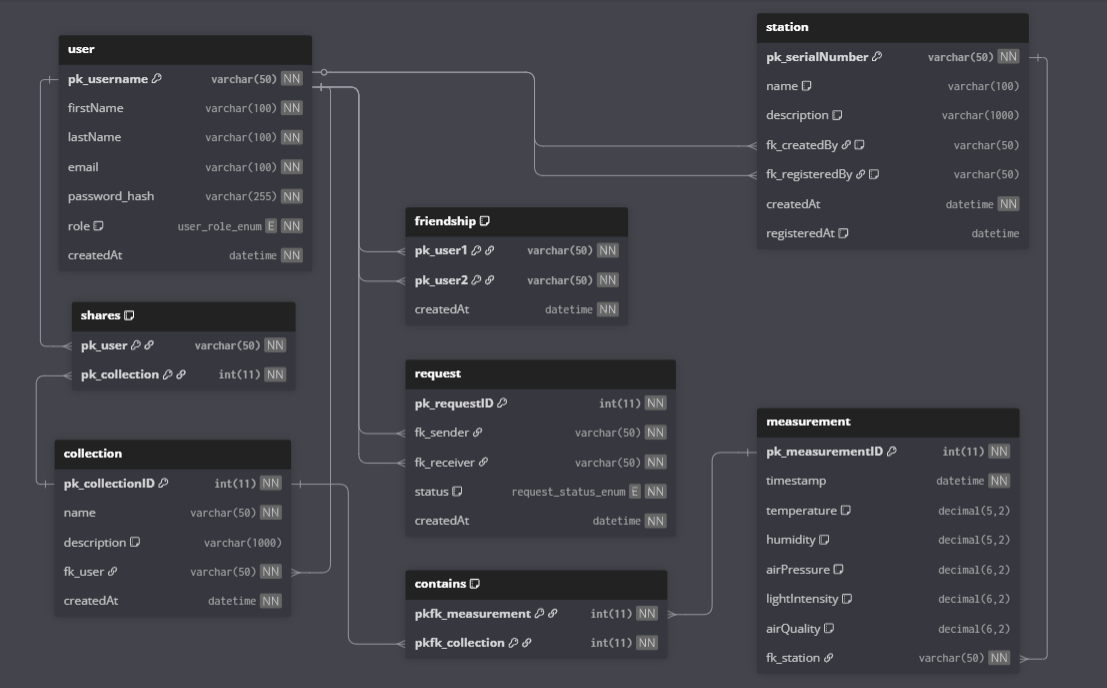 user
pk_username varchar(50) NN
firstName varchar(100) NN
lastName varchar(100) NN
email varchar(100) NN
password_hash varchar(255) NN
role user_role_enum E NN
createdAt datetime NN
shares
pk_user varchar(50) NN
pk_collection int(11) NN
collection
pk_collectionID int(11) NN
name varchar(50) NN
description varchar(1000)
fk_user varchar(50) NN
createdAt datetime NN
friendship
pk_user1 varchar(50) NN
pk_user2 varchar(50) NN
createdAt datetime NN
request
pk_requestID int(11) NN
fk_sender varchar(50) NN
fk_receiver varchar(50) NN
status request_status_enum E NN
createdAt datetime NN
contains
pkfk_measurement int(11) NN
pkfk_collection int(11) NN
station
pk_serialNumber varchar(50) NN
name varchar(100)
description varchar(1000)
fk_createdBy varchar(50)
fk_registeredBy varchar(50)
createdAt datetime NN
registeredAt datetime
measurement
pk_measurementID int(11) NN
timestamp datetime NN
temperature decimal(5,2)
humidity decimal(5,2)
airPressure decimal(6,2)
lightIntensity decimal(6,2)
airQuality decimal(6,2)
fk_station varchar(50) NN